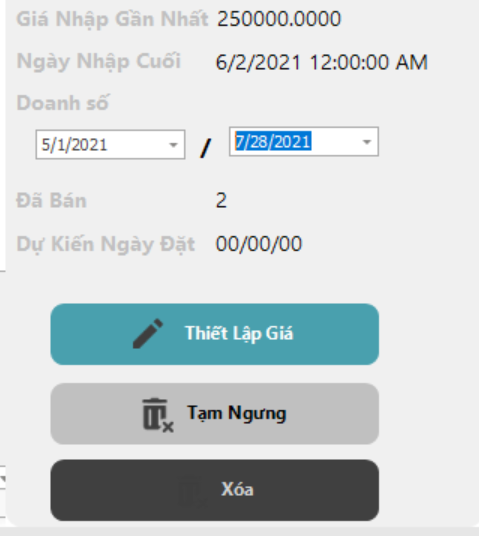 Giá Nhập Gần Nhất 250000.0000
Ngày Nhập Cuối 6/2/2021 12:00:00 AM
Doanh số
5/1/2021 / 7/28/2021
Đã Bán 2
Dự Kiến Ngày Đặt 00/00/00
Thiết Lập Giá
Tạm Ngưng
Xóa